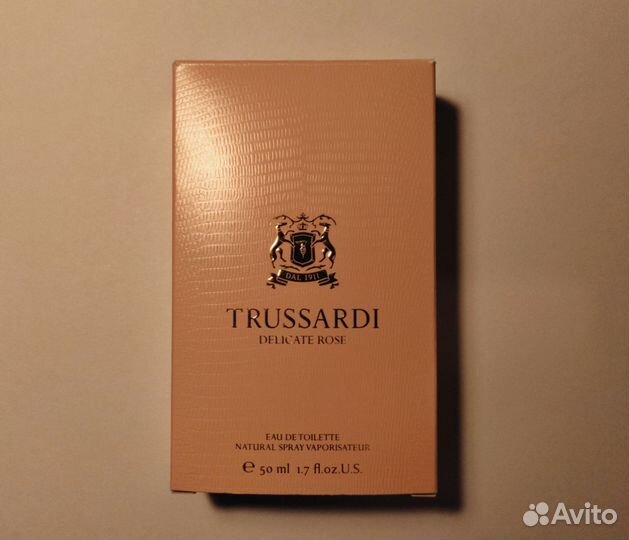 DAL 1911
TRUSSARDI
DELICATE ROSE
EAU DE TOILETTE
NATURAL SPRAY VAPORISATEUR
e 50 ml 1.7 fl.oz.U.S.
Avito